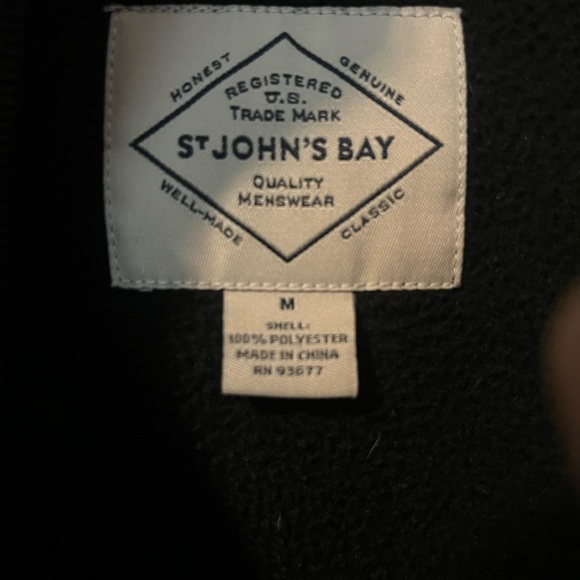 HONEST
GENUINE
REGISTERED
U.S.
TRADE MARK
ST JOHN'S BAY
QUALITY
MENSWEAR
WELL-MADE
CLASSIC
M
SHELL:
100% POLYESTER
MADE IN CHINA
RN 93677